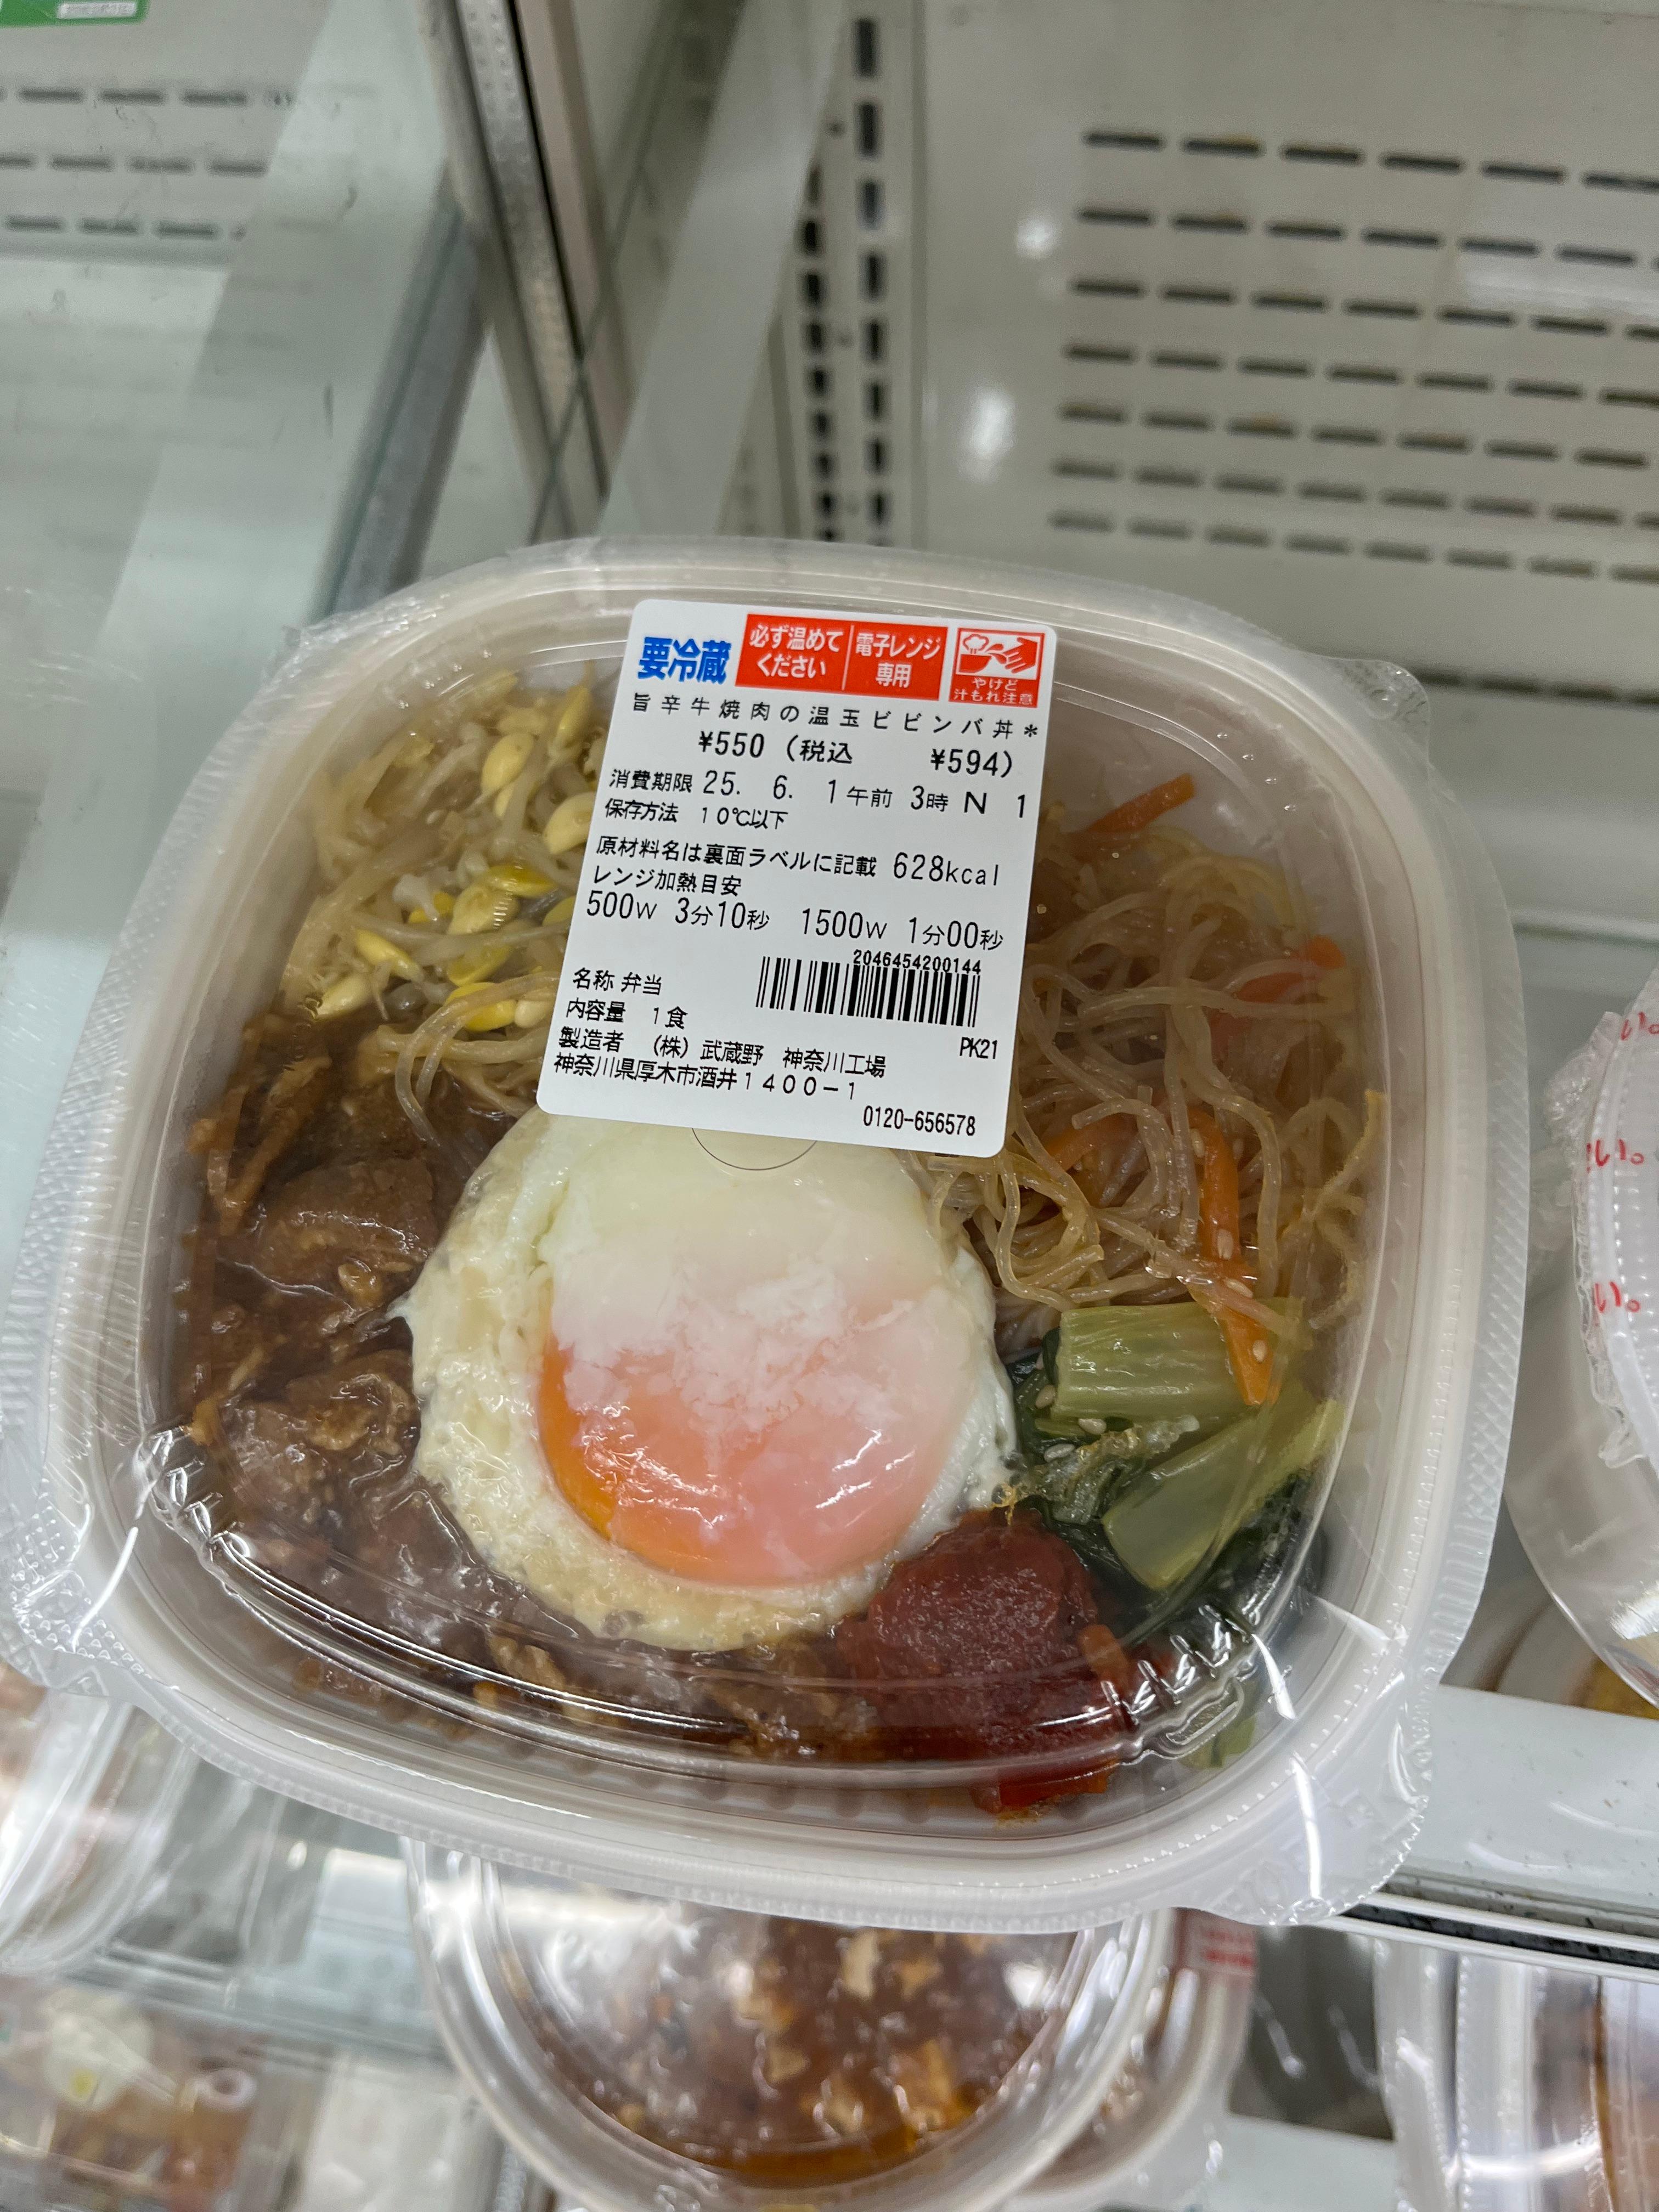 要冷蔵
必ず温めて
ください
電子レンジ
専用
やけど
汁もれ注意
旨辛牛焼肉の温玉ビビンバ丼*
¥550 (税込 ¥594)
消費期限 25. 6. 1午前 3時 N 1
保存方法 10℃以下
原材料名は裏面ラベルに記載 628kcal
レンジ加熱目安
500W 3分10秒 1500W 1分00秒
2046454200144
名称 弁当
内容量 1食
PK21
製造者 (株)武蔵野 神奈川工場
神奈川県厚木市酒井1400-1
0120-656578
い。
い。
い。